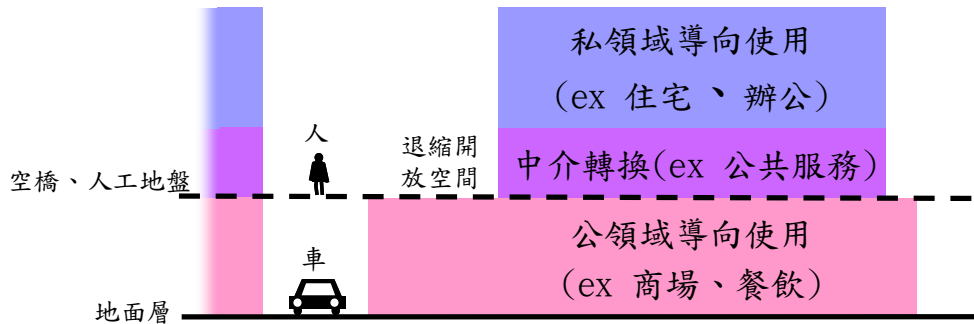 私領域導向使用
(ex 住宅、辦公)
人
退縮開
放空間
中介轉換(ex 公共服務)
空橋、人工地盤
公領域導向使用
(ex 商場、餐飲)
車
地面層